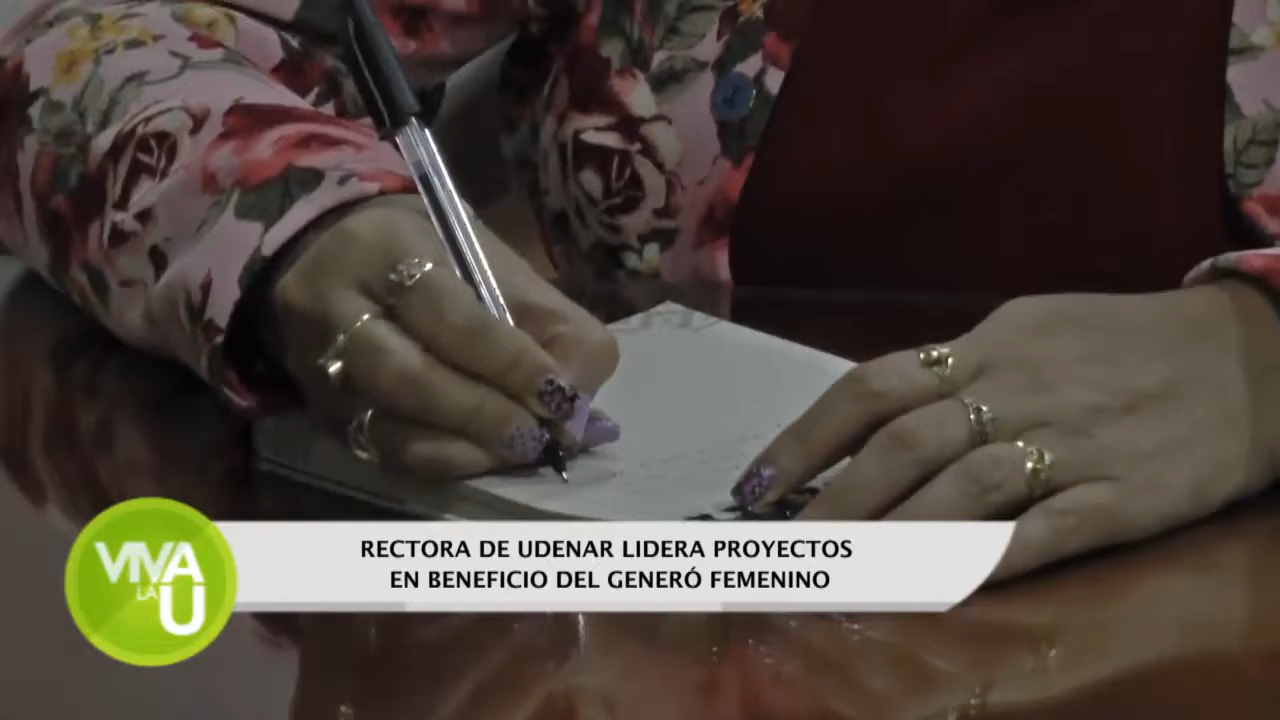 VIVA
LA
U
RECTORA DE UDENAR LIDERA PROYECTOS
EN BENEFICIO DEL GENERÓ FEMENINO